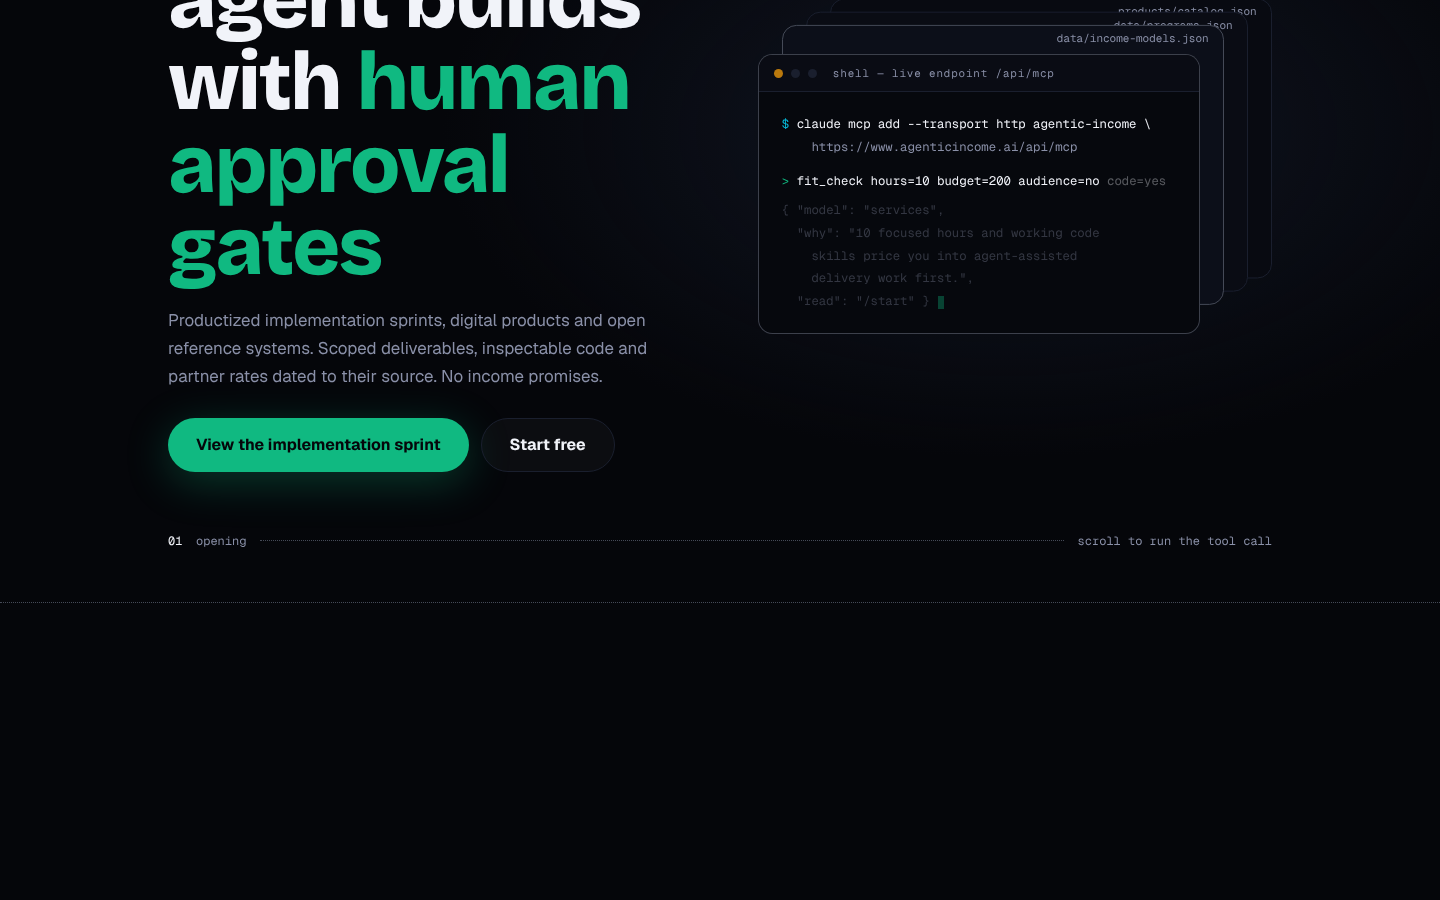 agent builds
with human
approval
gates
Productized implementation sprints, digital products and open
reference systems. Scoped deliverables, inspectable code and
partner rates dated to their source. No income promises.
View the implementation sprint
Start free
products/catalog.json
data/programs.json
data/income-models.json
shell — live endpoint /api/mcp
$ claude mcp add --transport http agentic-income \
https://www.agenticincome.ai/api/mcp
> fit_check hours=10 budget=200 audience=no code=yes
{ "model": "services",
"why": "10 focused hours and working code
skills price you into agent-assisted
delivery work first.",
"read": "/start" }
01 opening
scroll to run the tool call